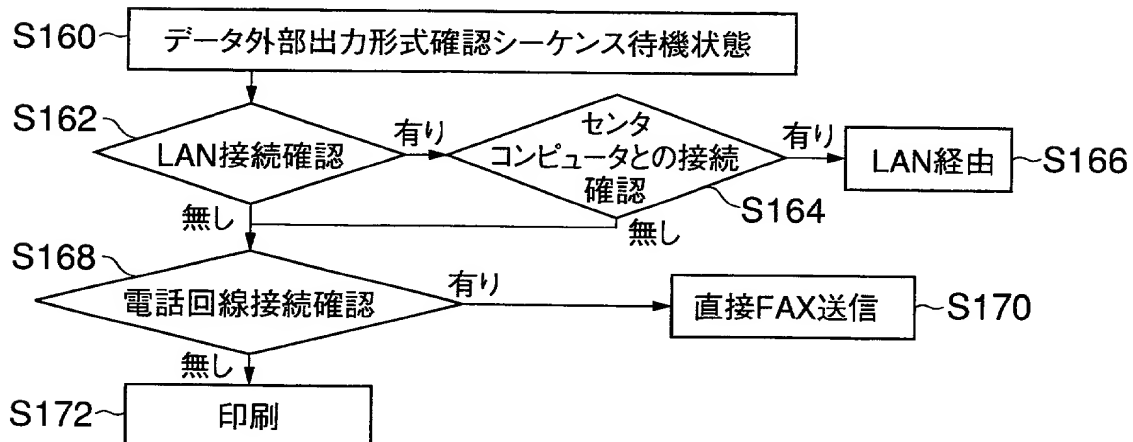 S160
データ外部出力形式確認シーケンス待機状態
S162
LAN接続確認
有り
センタ
コンピュータとの接続
確認
有り
LAN経由
S166
S164
無し
無し
S168
電話回線接続確認
有り
直接FAX送信
S170
無し
S172
印刷